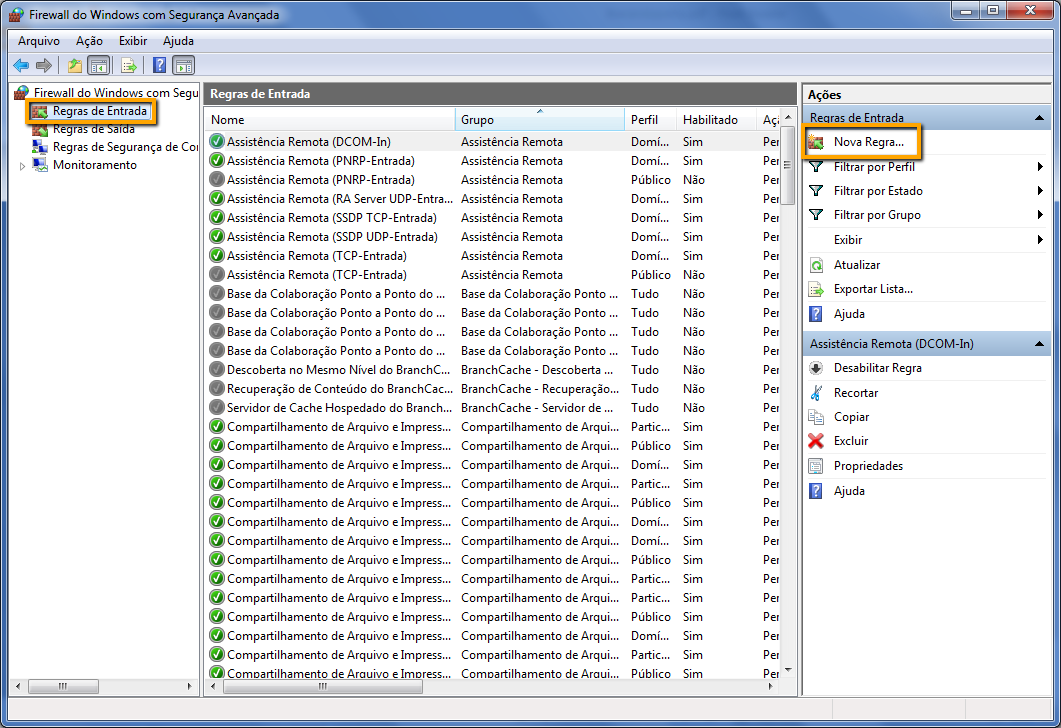 Firewall do Windows com Segurança Avançada
Arquivo Ação Exibir Ajuda
Firewall do Windows com Segu
Regras de Entrada
Regras de Saída
Regras de Segurança de Co
Monitoramento
Regras de Entrada
Nome Grupo Perfil Habilitado Açã
Assistência Remota (DCOM-In) Assistência Remota Domí... Sim Per
Assistência Remota (PNRP-Entrada) Assistência Remota Domí... Sim Per
Assistência Remota (PNRP-Entrada) Assistência Remota Público Não Per
Assistência Remota (RA Server UDP-Entra... Assistência Remota Domí... Sim Per
Assistência Remota (SSDP TCP-Entrada) Assistência Remota Domí... Sim Per
Assistência Remota (SSDP UDP-Entrada) Assistência Remota Domí... Sim Per
Assistência Remota (TCP-Entrada) Assistência Remota Domí... Sim Per
Assistência Remota (TCP-Entrada) Assistência Remota Público Não Per
Base da Colaboração Ponto a Ponto do ... Base da Colaboração Ponto ... Tudo Não Per
Base da Colaboração Ponto a Ponto do ... Base da Colaboração Ponto ... Tudo Não Per
Base da Colaboração Ponto a Ponto do ... Base da Colaboração Ponto ... Tudo Não Per
Base da Colaboração Ponto a Ponto do ... Base da Colaboração Ponto ... Tudo Não Per
Descoberta no Mesmo Nível do BranchC... BranchCache - Descoberta ... Tudo Não Per
Recuperação de Conteúdo do BranchCac... BranchCache - Recuperação... Tudo Não Per
Servidor de Cache Hospedado do Branch... BranchCache - Servidor de ... Tudo Não Per
Compartilhamento de Arquivo e Impress... Compartilhamento de Arqui... Partic... Sim Per
Compartilhamento de Arquivo e Impress... Compartilhamento de Arqui... Público Sim Per
Compartilhamento de Arquivo e Impress... Compartilhamento de Arqui... Domí... Sim Per
Compartilhamento de Arquivo e Impress... Compartilhamento de Arqui... Partic... Sim Per
Compartilhamento de Arquivo e Impress... Compartilhamento de Arqui... Público Sim Per
Compartilhamento de Arquivo e Impress... Compartilhamento de Arqui... Domí... Sim Per
Compartilhamento de Arquivo e Impress... Compartilhamento de Arqui... Domí... Sim Per
Compartilhamento de Arquivo e Impress... Compartilhamento de Arqui... Público Sim Per
Compartilhamento de Arquivo e Impress... Compartilhamento de Arqui... Partic... Sim Per
Compartilhamento de Arquivo e Impress... Compartilhamento de Arqui... Partic... Sim Per
Compartilhamento de Arquivo e Impress... Compartilhamento de Arqui... Público Sim Per
Compartilhamento de Arquivo e Impress... Compartilhamento de Arqui... Domí... Sim Per
Compartilhamento de Arquivo e Impress... Compartilhamento de Arqui... Partic... Sim Per
Compartilhamento de Arquivo e Impress... Compartilhamento de Arqui... Público Sim Per
Ações
Regras de Entrada
Nova Regra...
Filtrar por Perfil
Filtrar por Estado
Filtrar por Grupo
Exibir
Atualizar
Exportar Lista...
Ajuda
Assistência Remota (DCOM-In)
Desabilitar Regra
Recortar
Copiar
Excluir
Propriedades
Ajuda